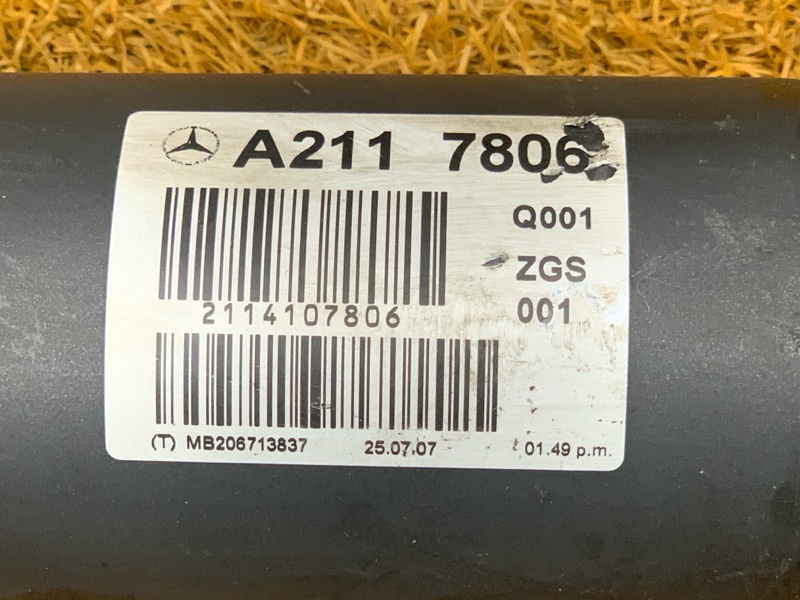 A211 7806
Q001
ZGS
001
2114107806
(T) MB206713837 25.07.07 01.49 p.m.